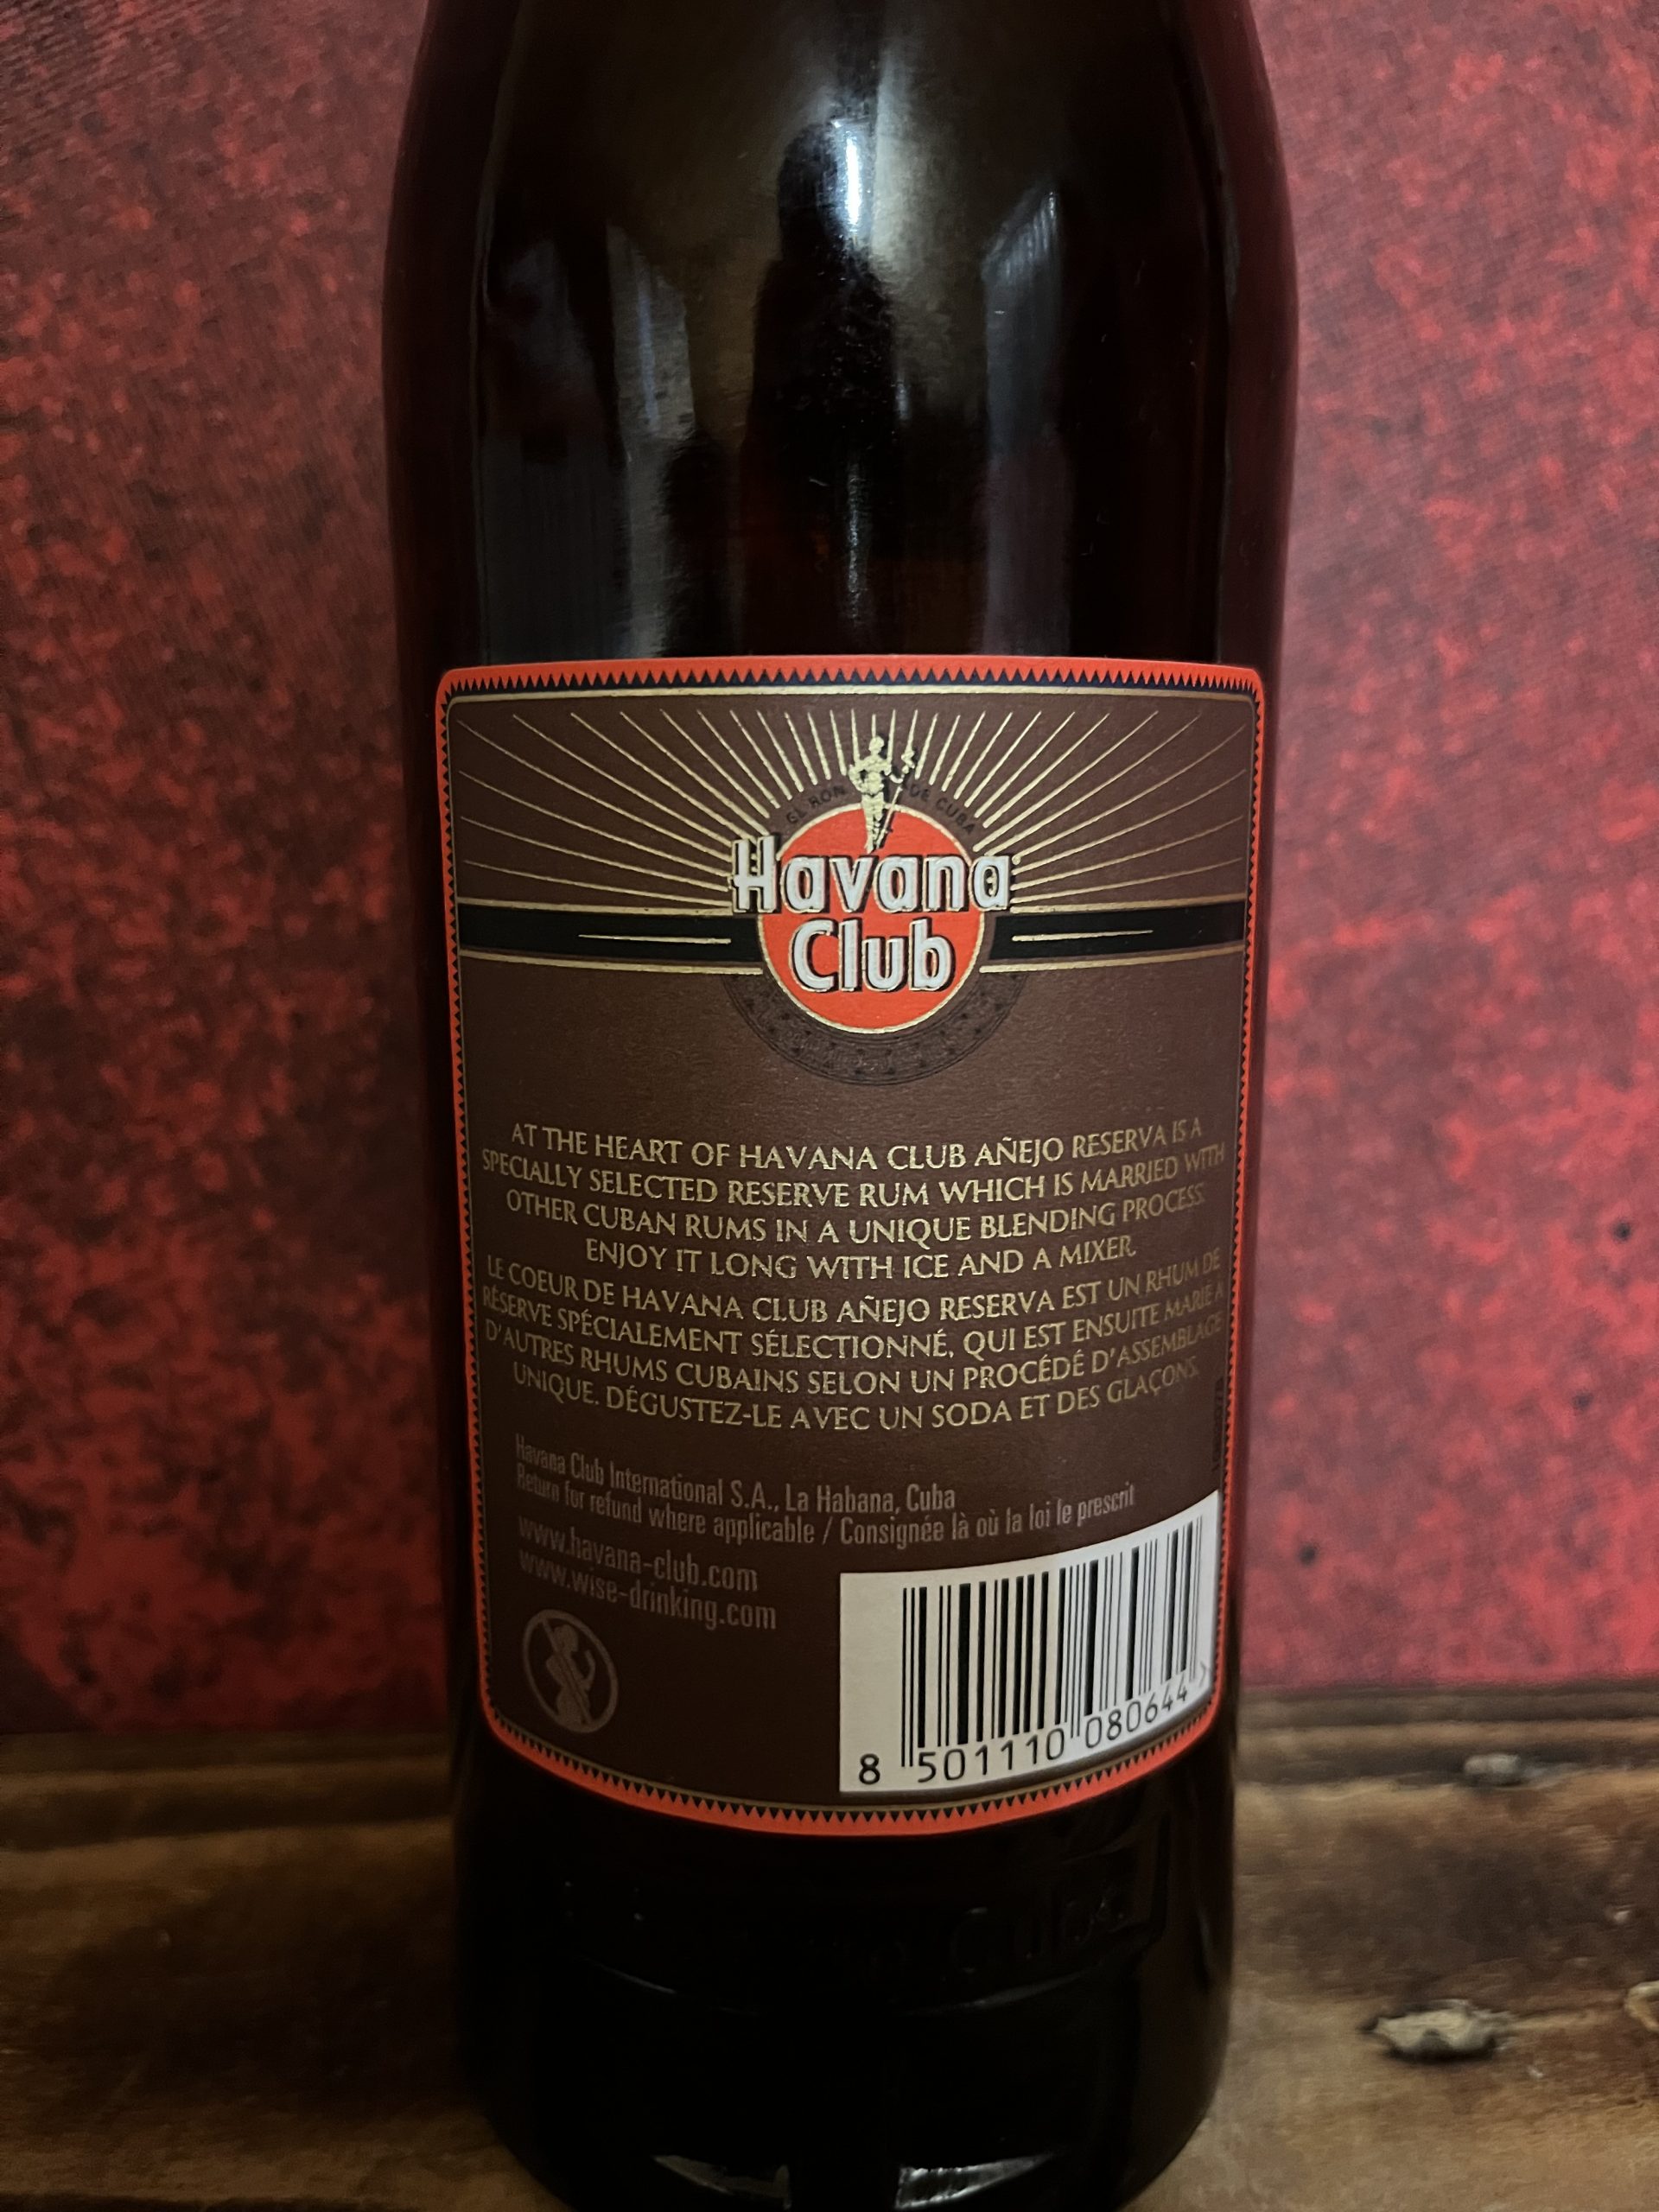 EL RON DE CUBA
Havana
Club
AT THE HEART OF HAVANA CLUB AÑEJO RESERVA IS A
SPECIALLY SELECTED RESERVE RUM WHICH IS MARRIED WITH
OTHER CUBAN RUMS IN A UNIQUE BLENDING PROCESS.
ENJOY IT LONG WITH ICE AND A MIXER.
LE COEUR DE HAVANA CLUB AÑEJO RESERVA EST UN RHUM DE
RÉSERVE SPÉCIALEMENT SÉLECTIONNÉ, QUI EST ENSUITE MARIÉ À
D'AUTRES RHUMS CUBAINS SELON UN PROCÉDÉ D'ASSEMBLAGE
UNIQUE. DÉGUSTEZ-LE AVEC UN SODA ET DES GLAÇONS.
Havana Club International S.A., La Habana, Cuba
Return for refund where applicable / Consignée là où la loi le prescrit
www.havana-club.com
www.wise-drinking.com
8 501110 080644 >
Cuba